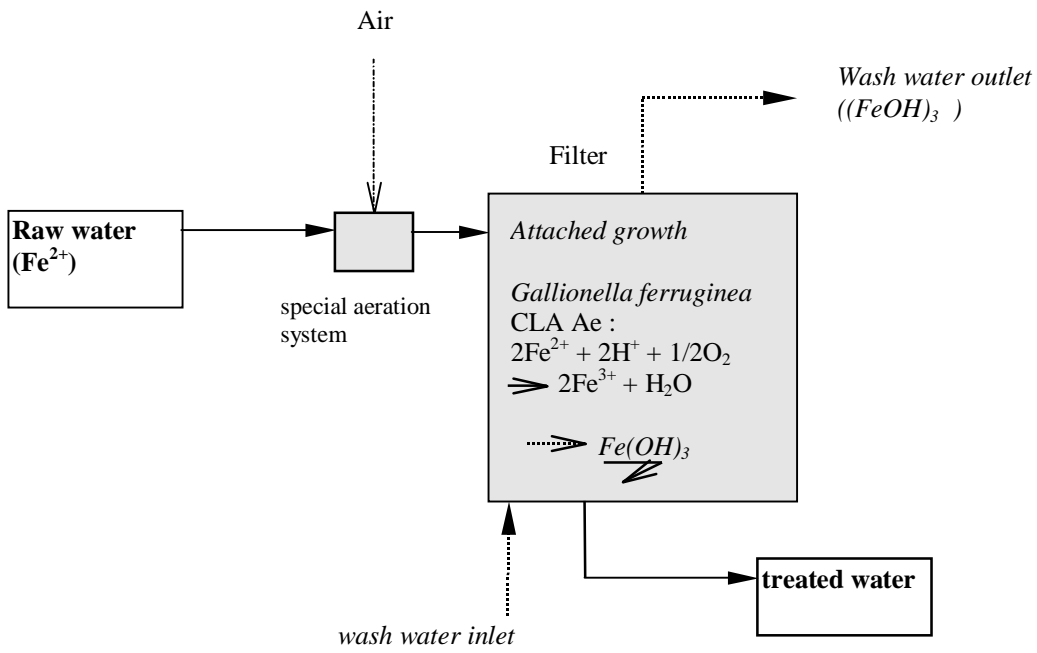 Air
Wash water outlet
((FeOH)₃ )
Filter
Raw water
(Fe²⁺)
special aeration
system
Attached growth
Gallionella ferruginea
CLA Ae :
2Fe²⁺ + 2H⁺ + 1/2O₂
2Fe³⁺ + H₂O
Fe(OH)₃
treated water
wash water inlet